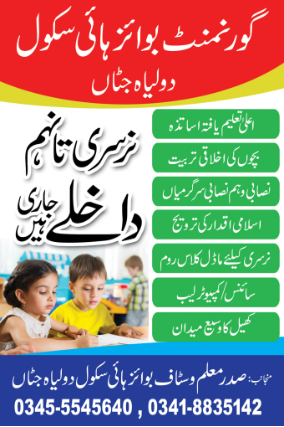 گورنمنٹ بوائز ہائی سکول
دولیاہ جٹاں
نرسری تا نہم
داخلے جاری ہیں
اعلیٰ تعلیم یافتہ اساتذہ
بچوں کی اخلاقی تربیت
نصابی و ہم نصابی سرگرمیاں
اسلامی اقدار کی ترویج
نرسری کیلئے ماڈل کلاس روم
سائنس/کمپیوٹر لیب
کھیل کا وسیع میدان
منجانب: صدر معلم و سٹاف بوائز ہائی سکول دولیاہ جٹاں
0345-5545640 , 0341-8835142